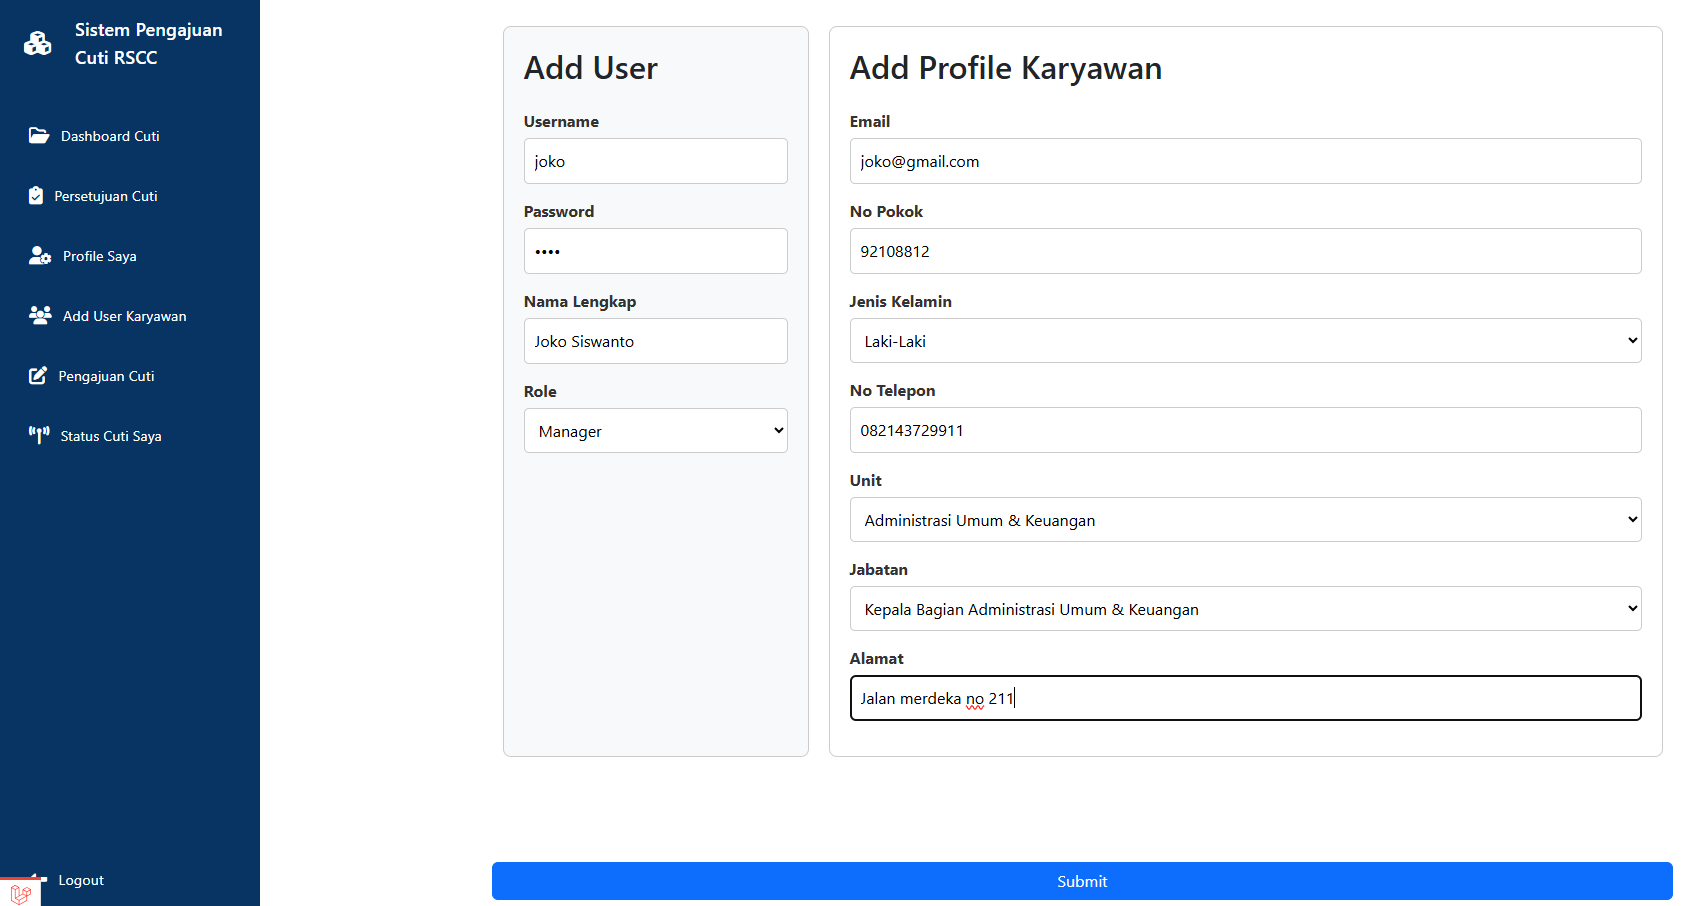 Sistem Pengajuan
Cuti RSCC
Dashboard Cuti
Persetujuan Cuti
Profile Saya
Add User Karyawan
Pengajuan Cuti
Status Cuti Saya
Logout
Add User
Username
joko
Password
••••
Nama Lengkap
Joko Siswanto
Role
Manager
Add Profile Karyawan
Email
joko@gmail.com
No Pokok
92108812
Jenis Kelamin
Laki-Laki
No Telepon
082143729911
Unit
Administrasi Umum & Keuangan
Jabatan
Kepala Bagian Administrasi Umum & Keuangan
Alamat
Jalan merdeka no 211
Submit